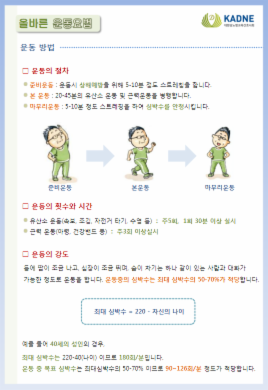 올바른 운동요법
KADNE
운동 방법
□ 운동의 절차
준비운동 : 운동시 상해예방을 위해 5-10분 정도 스트레칭을 합니다.
본 운동 : 20-45분의 유산소 운동 및 근력운동을 병행합니다.
마무리운동 : 5-10분 정도 스트레칭을 하여 심박수를 안정시킵니다.
준비운동 본운동 마무리운동
□ 운동의 횟수와 시간
유산소 운동(속보, 조깅, 자전거 타기, 수영 등) : 주5회, 1회 30분 이상 실시
근력 운동(아령, 건강밴드 등) : 주3회 이상실시
□ 운동의 강도
몸에 땀이 조금 나고, 심장이 조금 뛰며, 숨이 차기는 하나 같이 있는 사람과 대화가
가능한 정도로 운동을 합니다. 운동중의 심박수는 최대 심박수의 50-70%가 적당합니다.
최대 심박수 = 220 - 자신의 나이
예를 들어 40세의 성인의 경우,
최대 심박수는 220-40(나이) 이므로 180회/분입니다.
운동 중 목표 심박수는 최대심박수의 50-70% 이므로 90~126회/분 정도가 적당합니다.